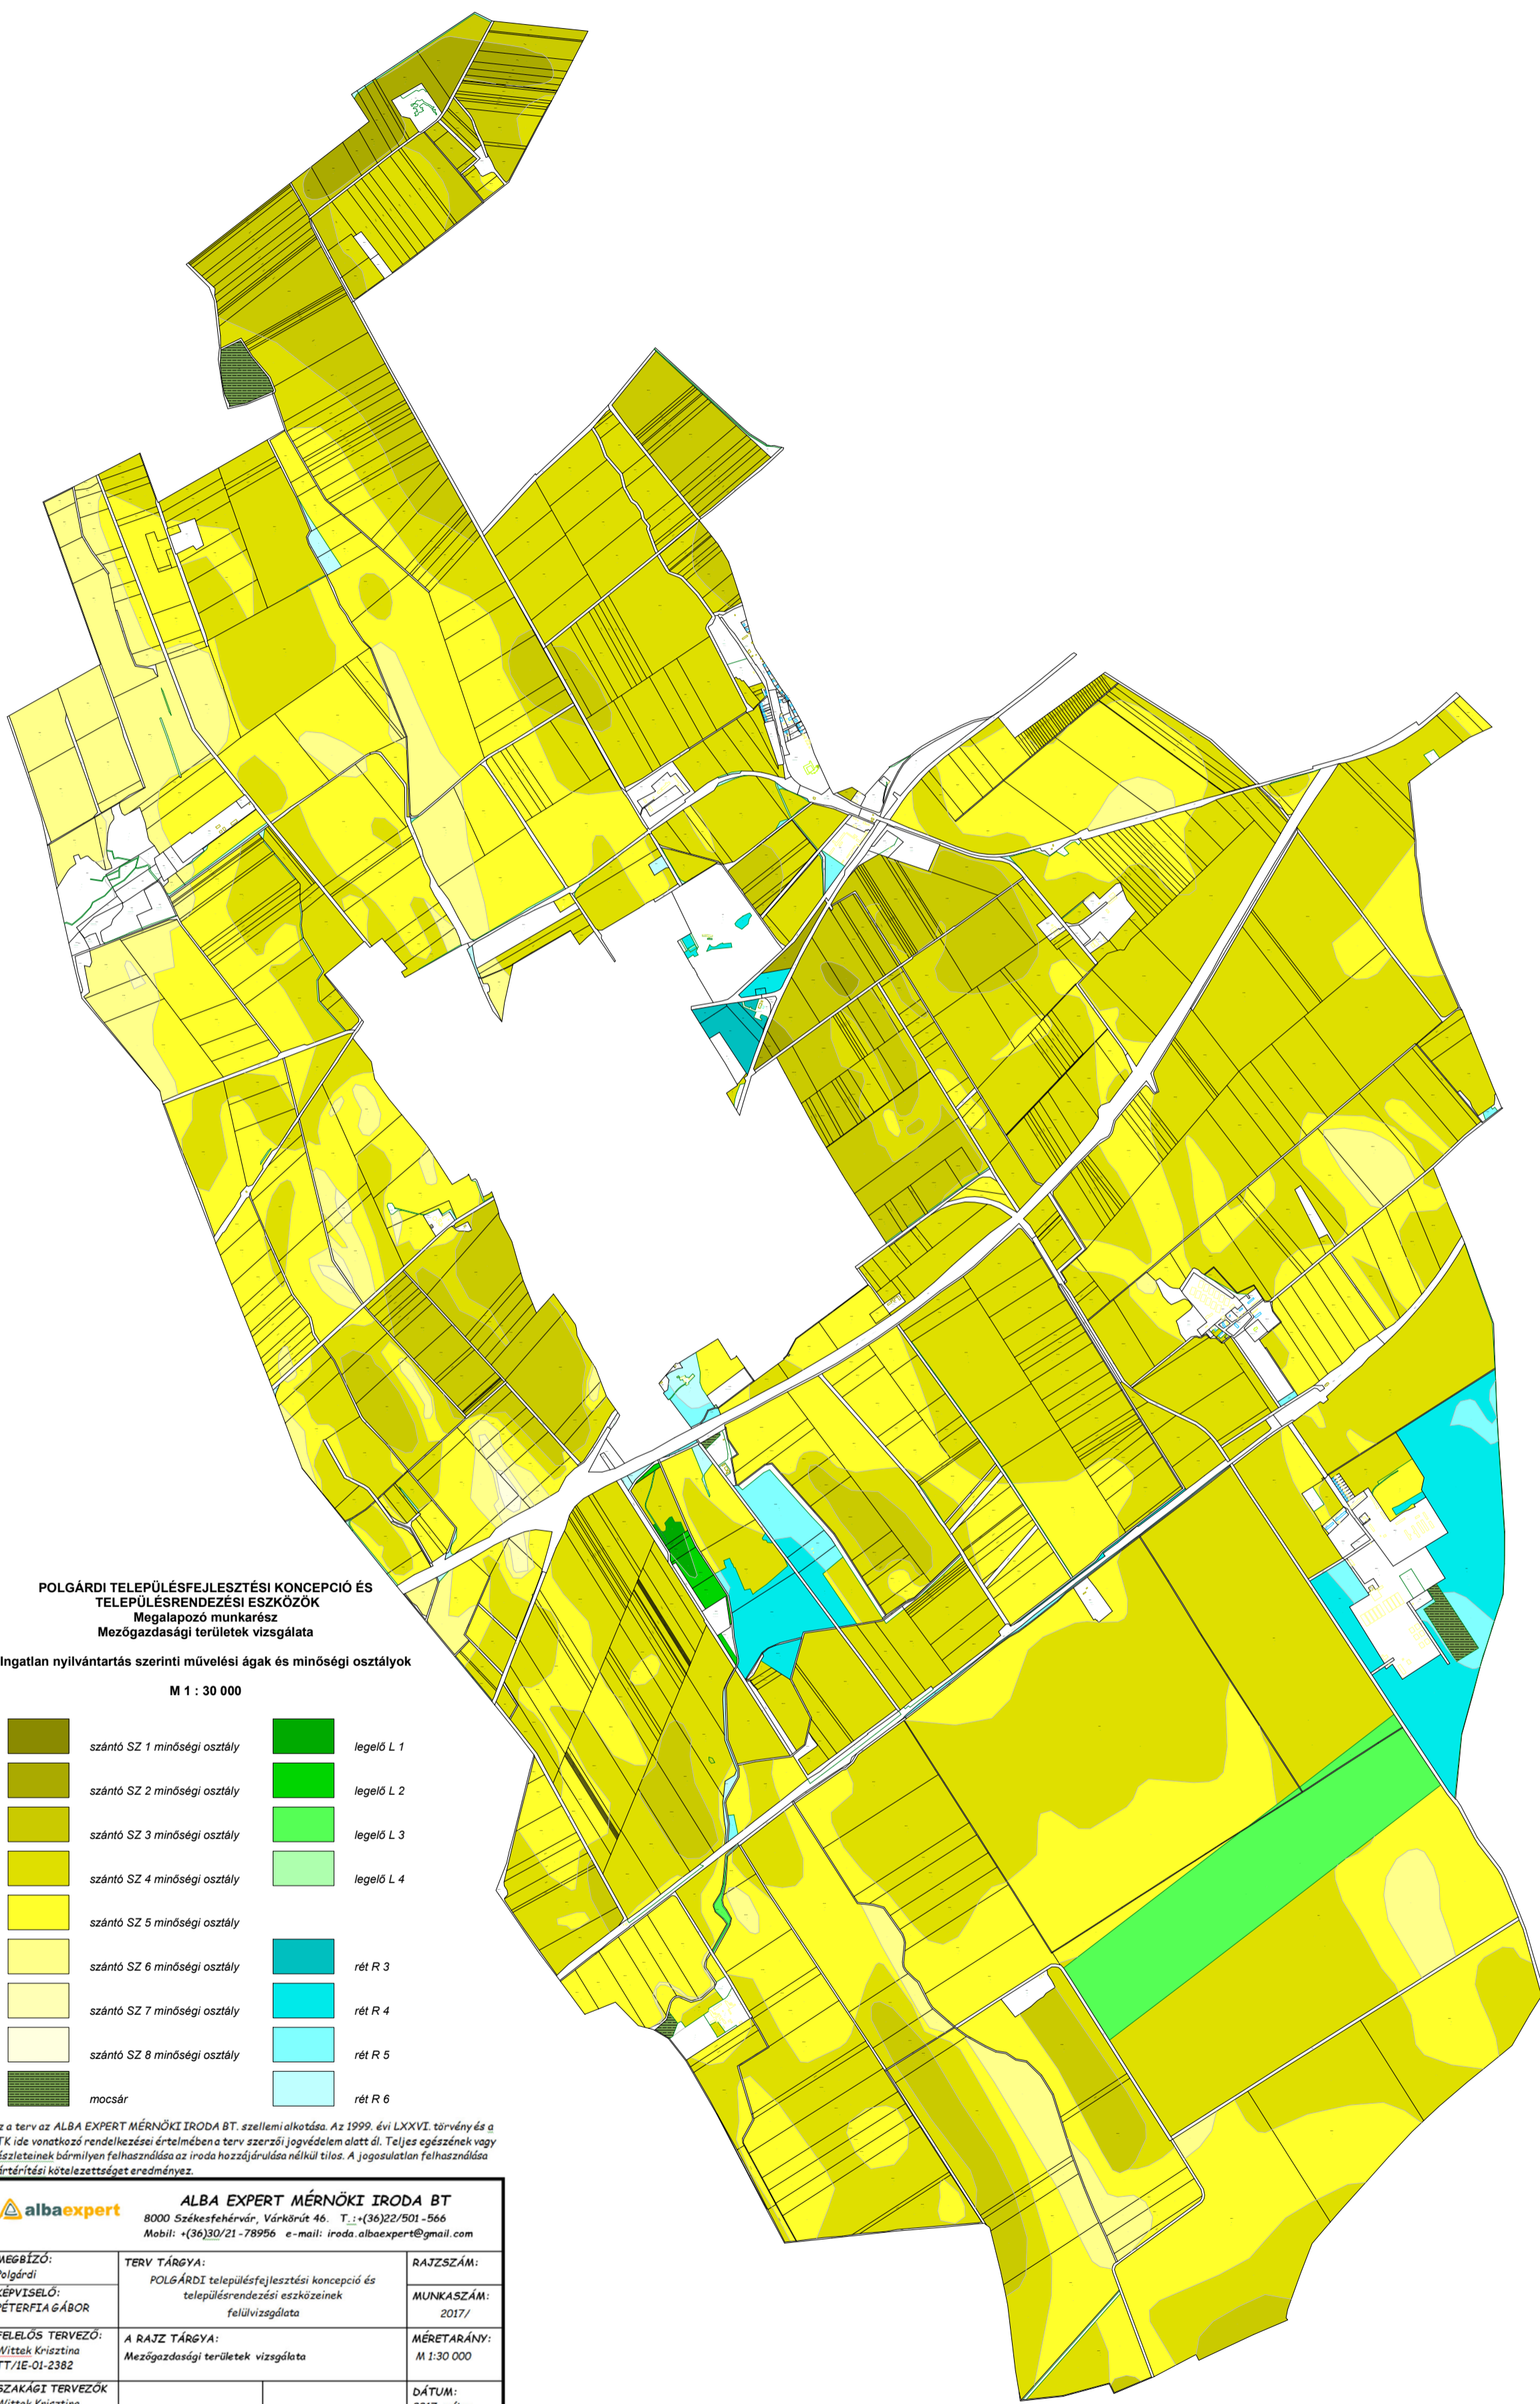 POLGÁRDI TELEPÜLÉSFEJLESZTÉSI KONCEPCIÓ ÉS
TELEPÜLÉSRENDEZÉSI ESZKÖZÖK
Megalapozó munkarész
Mezőgazdasági területek vizsgálata
Ingatlan nyilvántartás szerinti művelési ágak és minőségi osztályok
M 1 : 30 000
szántó SZ 1 minőségi osztály
szántó SZ 2 minőségi osztály
szántó SZ 3 minőségi osztály
szántó SZ 4 minőségi osztály
szántó SZ 5 minőségi osztály
szántó SZ 6 minőségi osztály
szántó SZ 7 minőségi osztály
szántó SZ 8 minőségi osztály
mocsár
legelő L 1
legelő L 2
legelő L 3
legelő L 4
rét R 3
rét R 4
rét R 5
rét R 6
z a terv az ALBA EXPERT MÉRNÖKI IRODA BT. szellemi alkotása. Az 1999. évi LXXVI. törvény és a
TK ide vonatkozó rendelkezései értelmében a terv szerzői jogvédelem alatt ál. Teljes egészének vagy
észleteinek bármilyen felhasználása az iroda hozzájárulása nélkül tilos. A jogosulatlan felhasználása
ártérítési kötelezettséget eredményez.
albaexpert
ALBA EXPERT MÉRNÖKI IRODA BT
8000 Székesfehérvár, Várkörút 46. T.:+(36)22/501-566
Mobil: +(36)30/21-78956 e-mail: iroda.albaexpert@gmail.com
MEGBÍZÓ:
Polgárdi
KÉPVISELŐ:
PÉTERFIA GÁBOR
TERV TÁRGYA:
POLGÁRDI településfejlesztési koncepció és
településrendezési eszközeinek
felülvizsgálata
RAJZSZÁM:
MUNKASZÁM:
2017/
FELELŐS TERVEZŐ:
Wittek Krisztina
TT/1E-01-2382
A RAJZ TÁRGYA:
Mezőgazdasági területek vizsgálata
MÉRETARÁNY:
M 1:30 000
SZAKÁGI TERVEZŐK
Wittek Krisztina
DÁTUM: